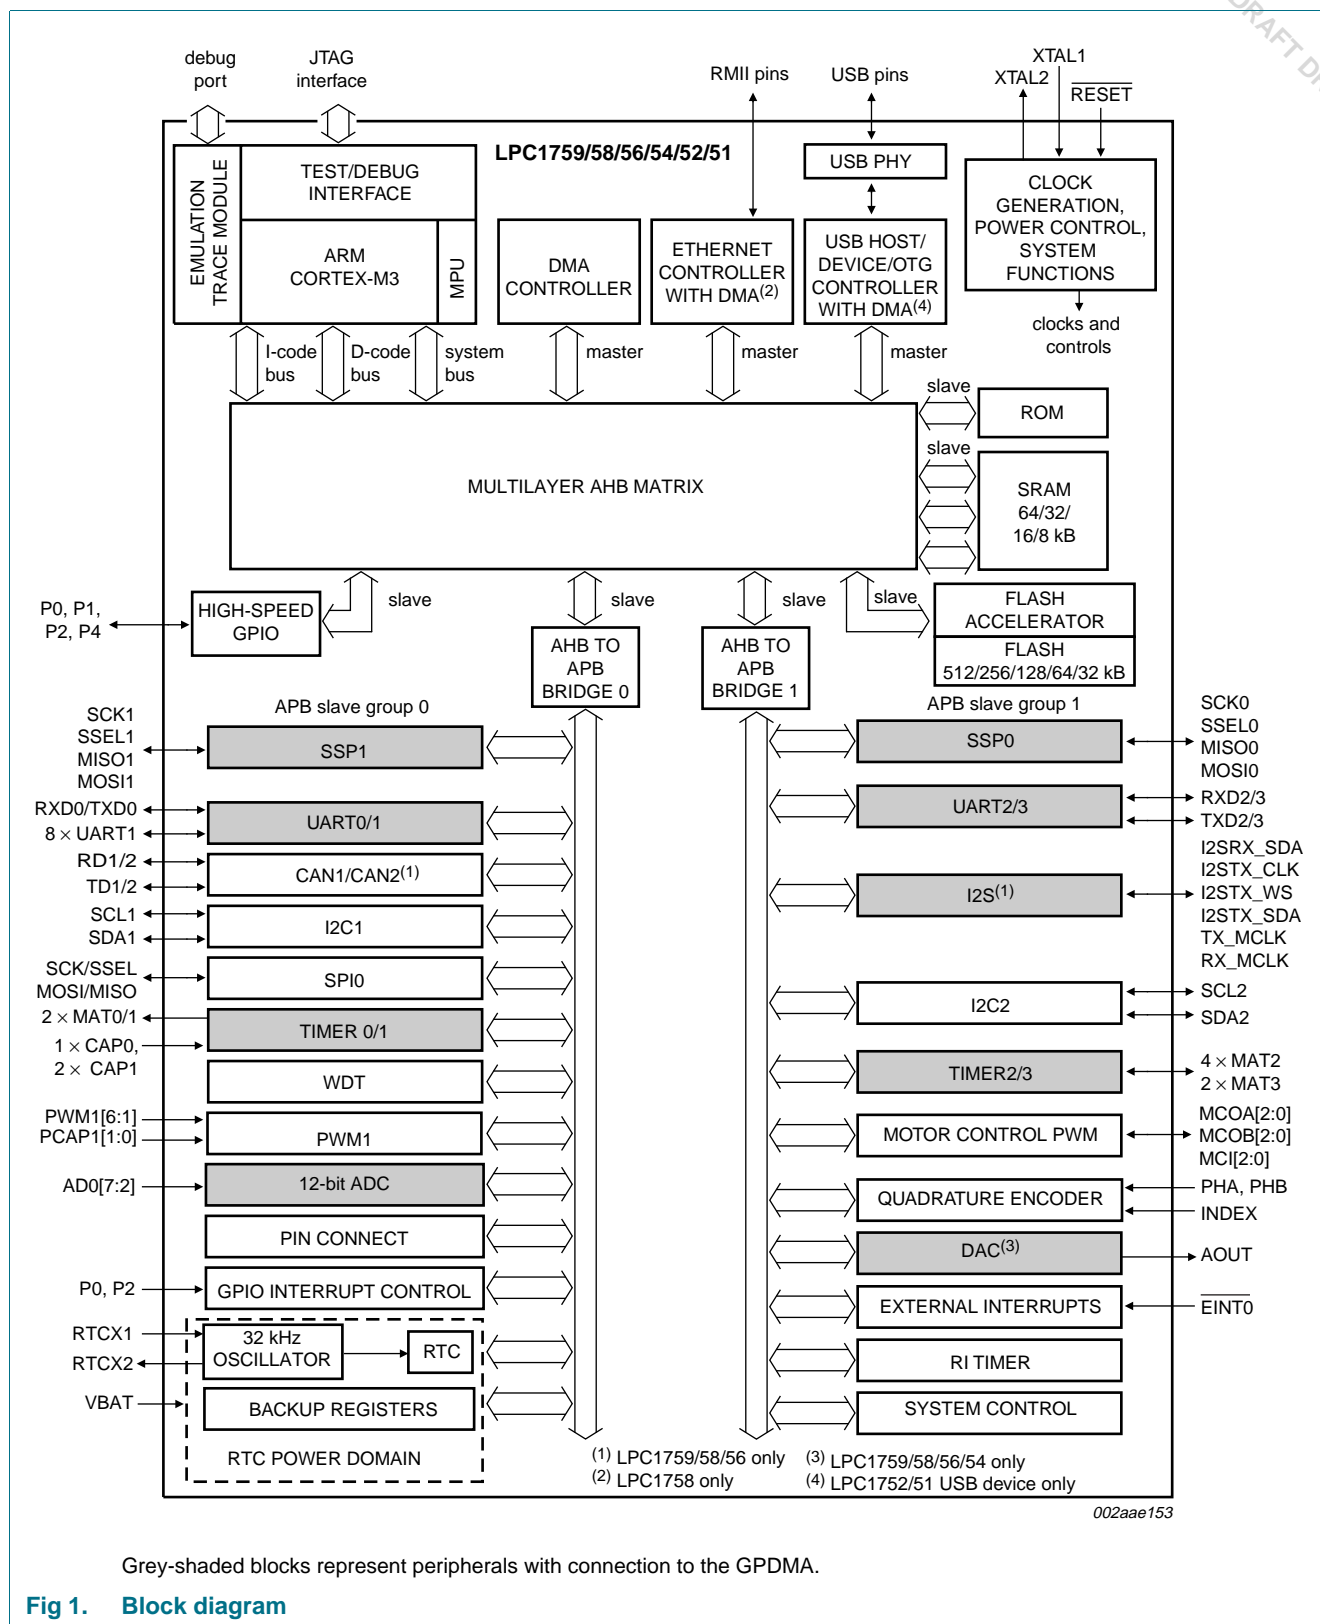 DRAFT
debug
port
JTAG
interface
RMII pins
USB pins
XTAL1
XTAL2
RESET
LPC1759/58/56/54/52/51
EMULATION
TRACE MODULE
TEST/DEBUG
INTERFACE
ARM
CORTEX-M3
MPU
DMA
CONTROLLER
ETHERNET
CONTROLLER
WITH DMA(2)
USB PHY
USB HOST/
DEVICE/OTG
CONTROLLER
WITH DMA(4)
CLOCK
GENERATION,
POWER CONTROL,
SYSTEM
FUNCTIONS
clocks and
controls
I-code
bus
D-code
bus
system
bus
master
master
master
MULTILAYER AHB MATRIX
slave
ROM
slave
SRAM
64/32/
16/8 kB
P0, P1,
P2, P4
HIGH-SPEED
GPIO
slave
slave
slave
slave
FLASH
ACCELERATOR
FLASH
512/256/128/64/32 kB
AHB TO
APB
BRIDGE 0
AHB TO
APB
BRIDGE 1
APB slave group 0
APB slave group 1
SCK1
SSEL1
MISO1
MOSI1
SSP1
RXD0/TXD0
8 × UART1
UART0/1
RD1/2
TD1/2
CAN1/CAN2(1)
SCL1
SDA1
I2C1
SCK/SSEL
MOSI/MISO
SPI0
2 × MAT0/1
1 × CAP0,
2 × CAP1
TIMER 0/1
WDT
PWM1[6:1]
PCAP1[1:0]
PWM1
AD0[7:2]
12-bit ADC
PIN CONNECT
P0, P2
GPIO INTERRUPT CONTROL
RTCX1
RTCX2
32 kHz
OSCILLATOR
RTC
VBAT
BACKUP REGISTERS
RTC POWER DOMAIN
SSP0
SCK0
SSEL0
MISO0
MOSI0
UART2/3
RXD2/3
TXD2/3
I2S(1)
I2SRX_SDA
I2STX_CLK
I2STX_WS
I2STX_SDA
TX_MCLK
RX_MCLK
I2C2
SCL2
SDA2
TIMER2/3
4 × MAT2
2 × MAT3
MOTOR CONTROL PWM
MCOA[2:0]
MCOB[2:0]
MCI[2:0]
QUADRATURE ENCODER
PHA, PHB
INDEX
DAC(3)
AOUT
EXTERNAL INTERRUPTS
EINT0
RI TIMER
SYSTEM CONTROL
(1) LPC1759/58/56 only
(2) LPC1758 only
(3) LPC1759/58/56/54 only
(4) LPC1752/51 USB device only
002aae153
Grey-shaded blocks represent peripherals with connection to the GPDMA.
Fig 1. Block diagram